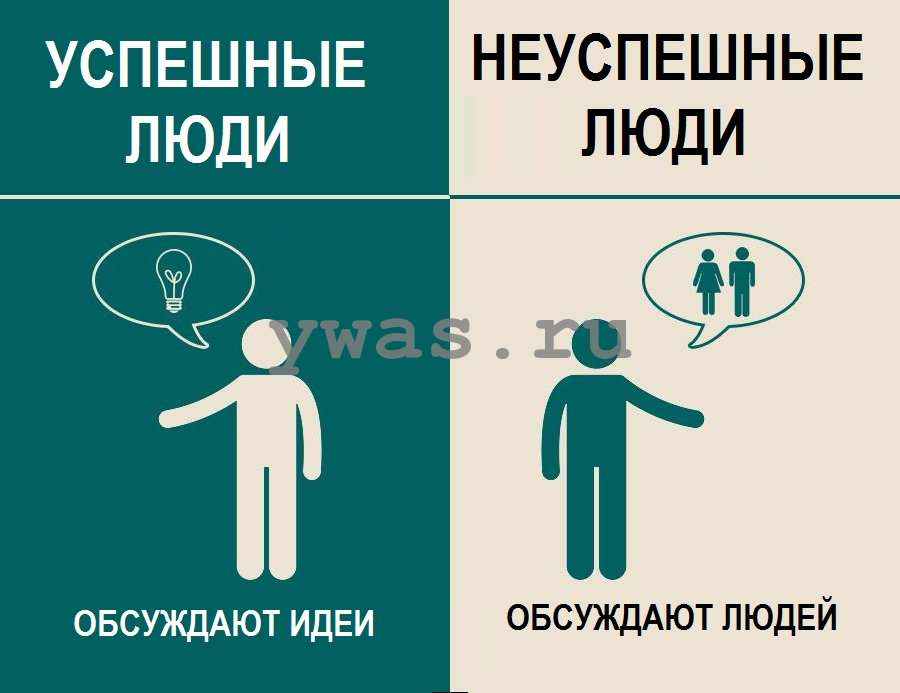 УСПЕШНЫЕ
ЛЮДИ
НЕУСПЕШНЫЕ
ЛЮДИ
ywas.ru
ОБСУЖДАЮТ ИДЕИ
ОБСУЖДАЮТ ЛЮДЕЙ